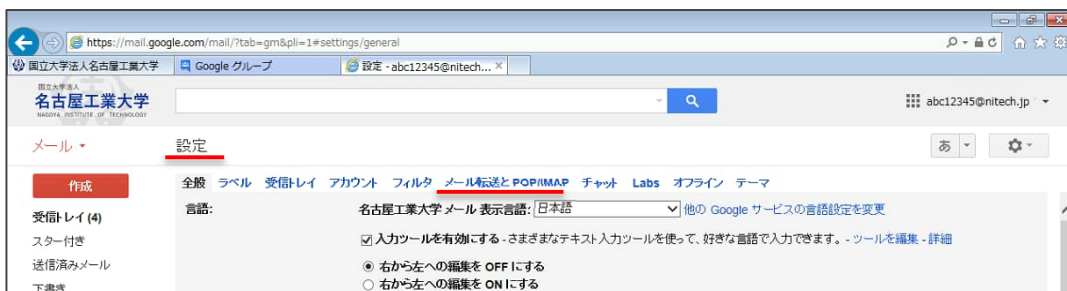 https://mail.google.com/mail/?tab=gm&pli=1#settings/general
国立大学法人名古屋工業大学 Google グループ 設定 - abc12345@nitech...
国立大学法人
名古屋工業大学
NAGOYA INSTITUTE OF TECHNOLOGY
abc12345@nitech.jp
メール 設定 あ
作成
全般 ラベル 受信トレイ アカウント フィルタ メール転送と POP/IMAP チャット Labs オフライン テーマ
言語: 名古屋工業大学 メール 表示言語: 日本語 他の Google サービスの言語設定を変更
受信トレイ (4)
入力ツールを有効にする - さまざまなテキスト入力ツールを使って、好きな言語で入力できます。 - ツールを編集 - 詳細
スター付き
送信済みメール
右から左への編集を OFF にする
下書き
右から左への編集を ON にする